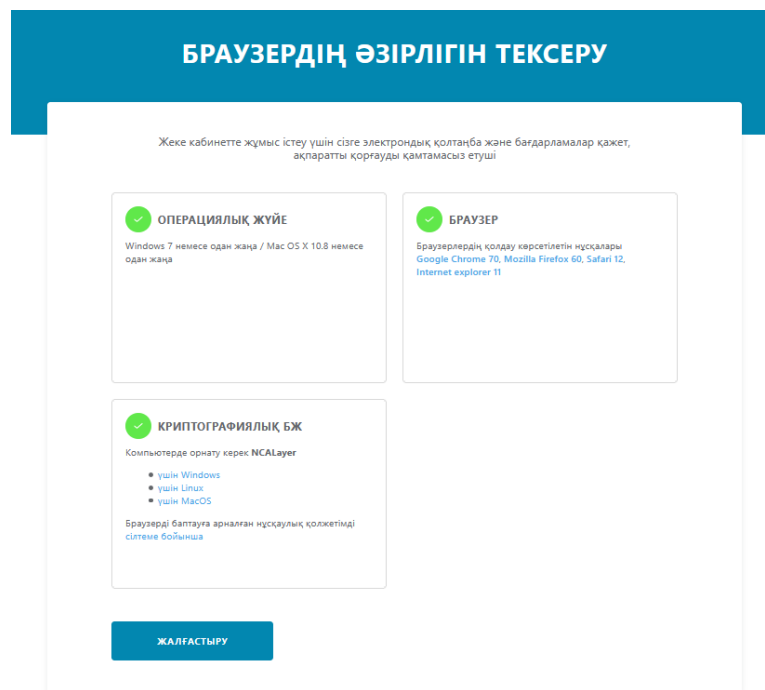 БРАУЗЕРДІҢ ӘЗІРЛІГІН ТЕКСЕРУ
Жеке кабинетте жұмыс істеу үшін сізге электрондық қолтаңба және бағдарламалар қажет,
ақпаратты қорғауды қамтамасыз етуші
ОПЕРАЦИЯЛЫҚ ЖҮЙЕ
Windows 7 немесе одан жаңа / Mac OS X 10.8 немесе
одан жаңа
БРАУЗЕР
Браузерлердің қолдау көрсетілетін нұсқалары
Google Chrome 70, Mozilla Firefox 60, Safari 12,
Internet explorer 11
КРИПТОГРАФИЯЛЫҚ БЖ
Компьютерде орнату керек NCALayer
үшін Windows
үшін Linux
үшін MacOS
Браузерді баптауға арналған нұсқаулық қолжетімді
сілтеме бойынша
ЖАЛҒАСТЫРУ